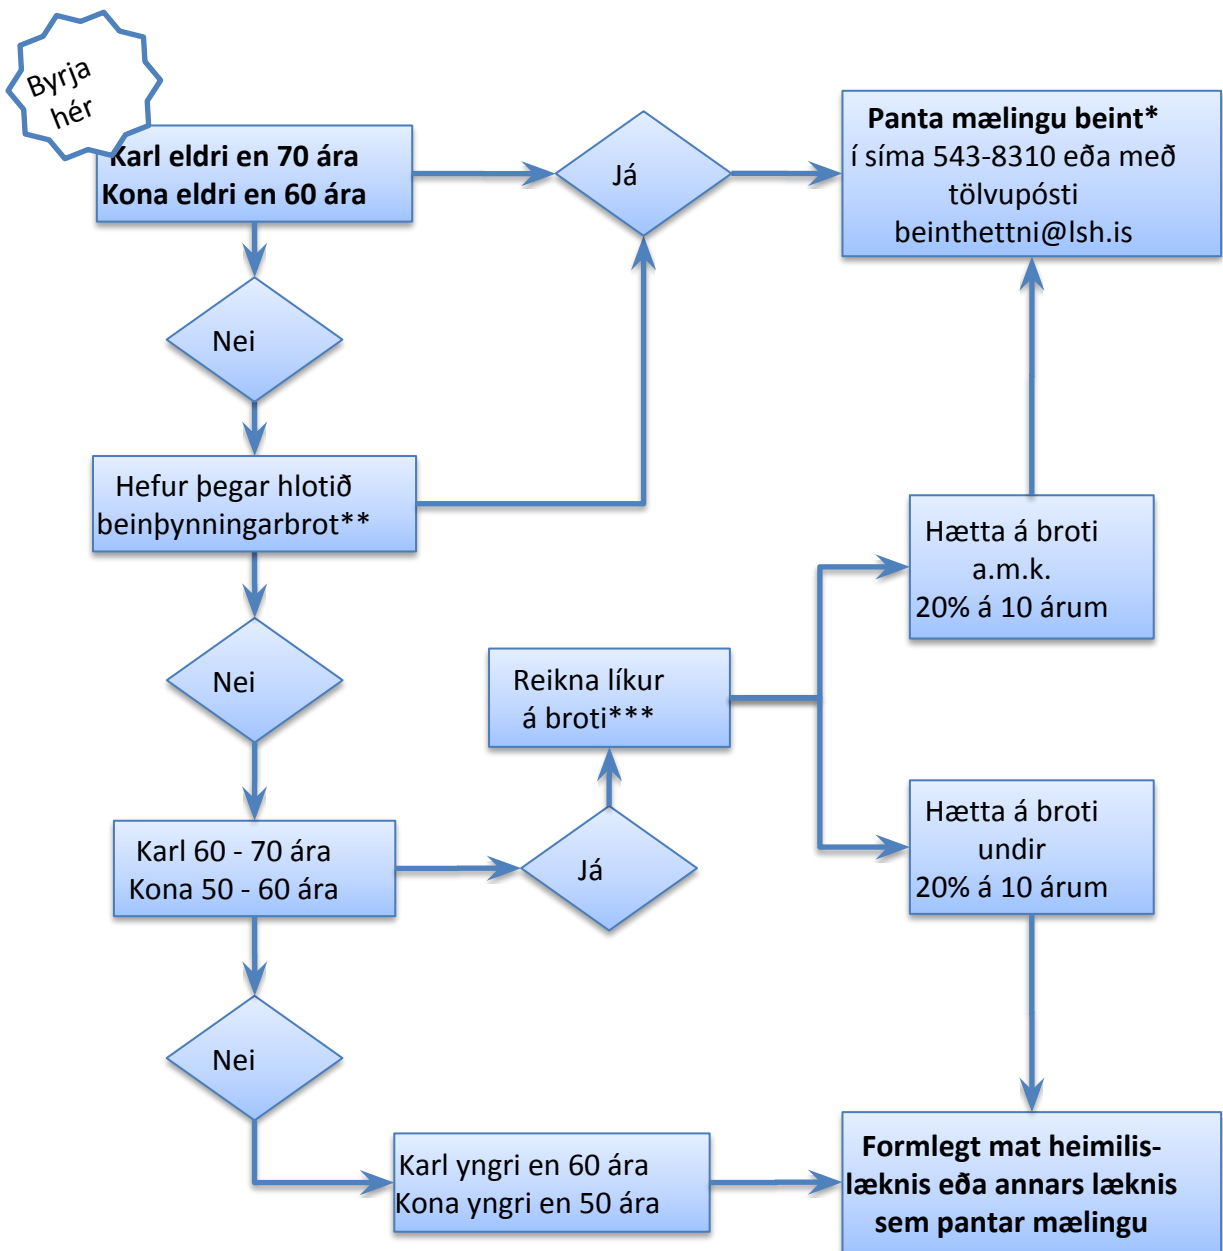 Byrja
hér
Karl eldri en 70 ára
Kona eldri en 60 ára
Já
Panta mælingu beint*
í síma 543-8310 eða með
tölvupósti
beinthettni@lsh.is
Nei
Hefur þegar hlotið
beinþynningarbrot**
Nei
Hætta á broti
a.m.k.
20% á 10 árum
Reikna líkur
á broti***
Karl 60 - 70 ára
Kona 50 - 60 ára
Já
Hætta á broti
undir
20% á 10 árum
Nei
Karl yngri en 60 ára
Kona yngri en 50 ára
Formlegt mat heimilis-
læknis eða annars læknis
sem pantar mælingu